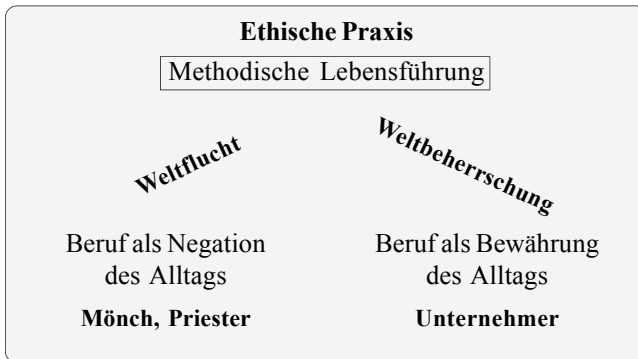 Ethische Praxis
Methodische Lebensführung
Weltflucht
Weltbeherrschung
Beruf als Negation
des Alltags
Mönch, Priester
Beruf als Bewährung
des Alltags
Unternehmer